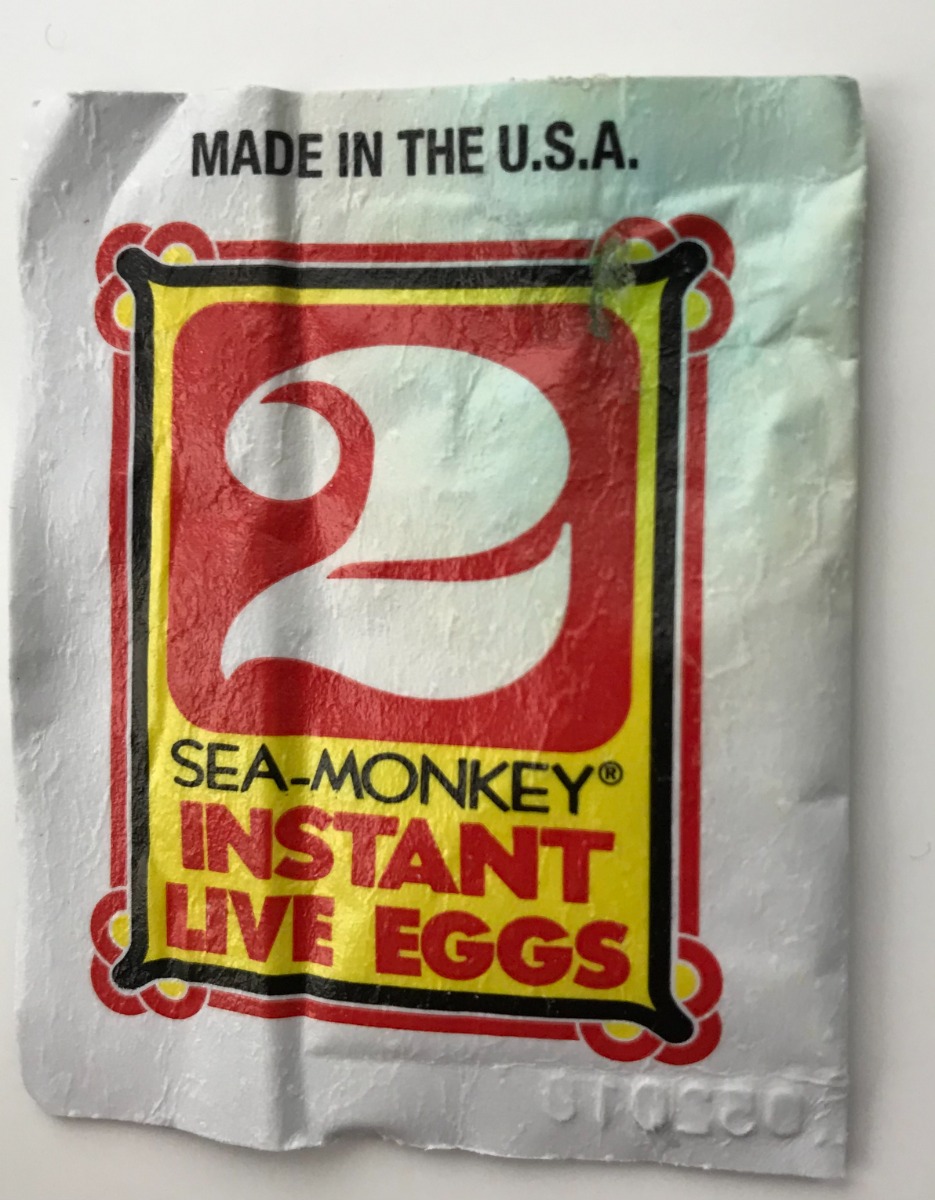 MADE IN THE U.S.A.
2
SEA-MONKEY®
INSTANT
LIVE EGGS